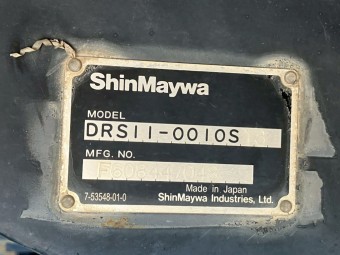 ShinMaywa
MODEL
DRS11-0010S
MFG. NO.
Made in Japan
7-53548-01-0
ShinMaywa Industries, Ltd.